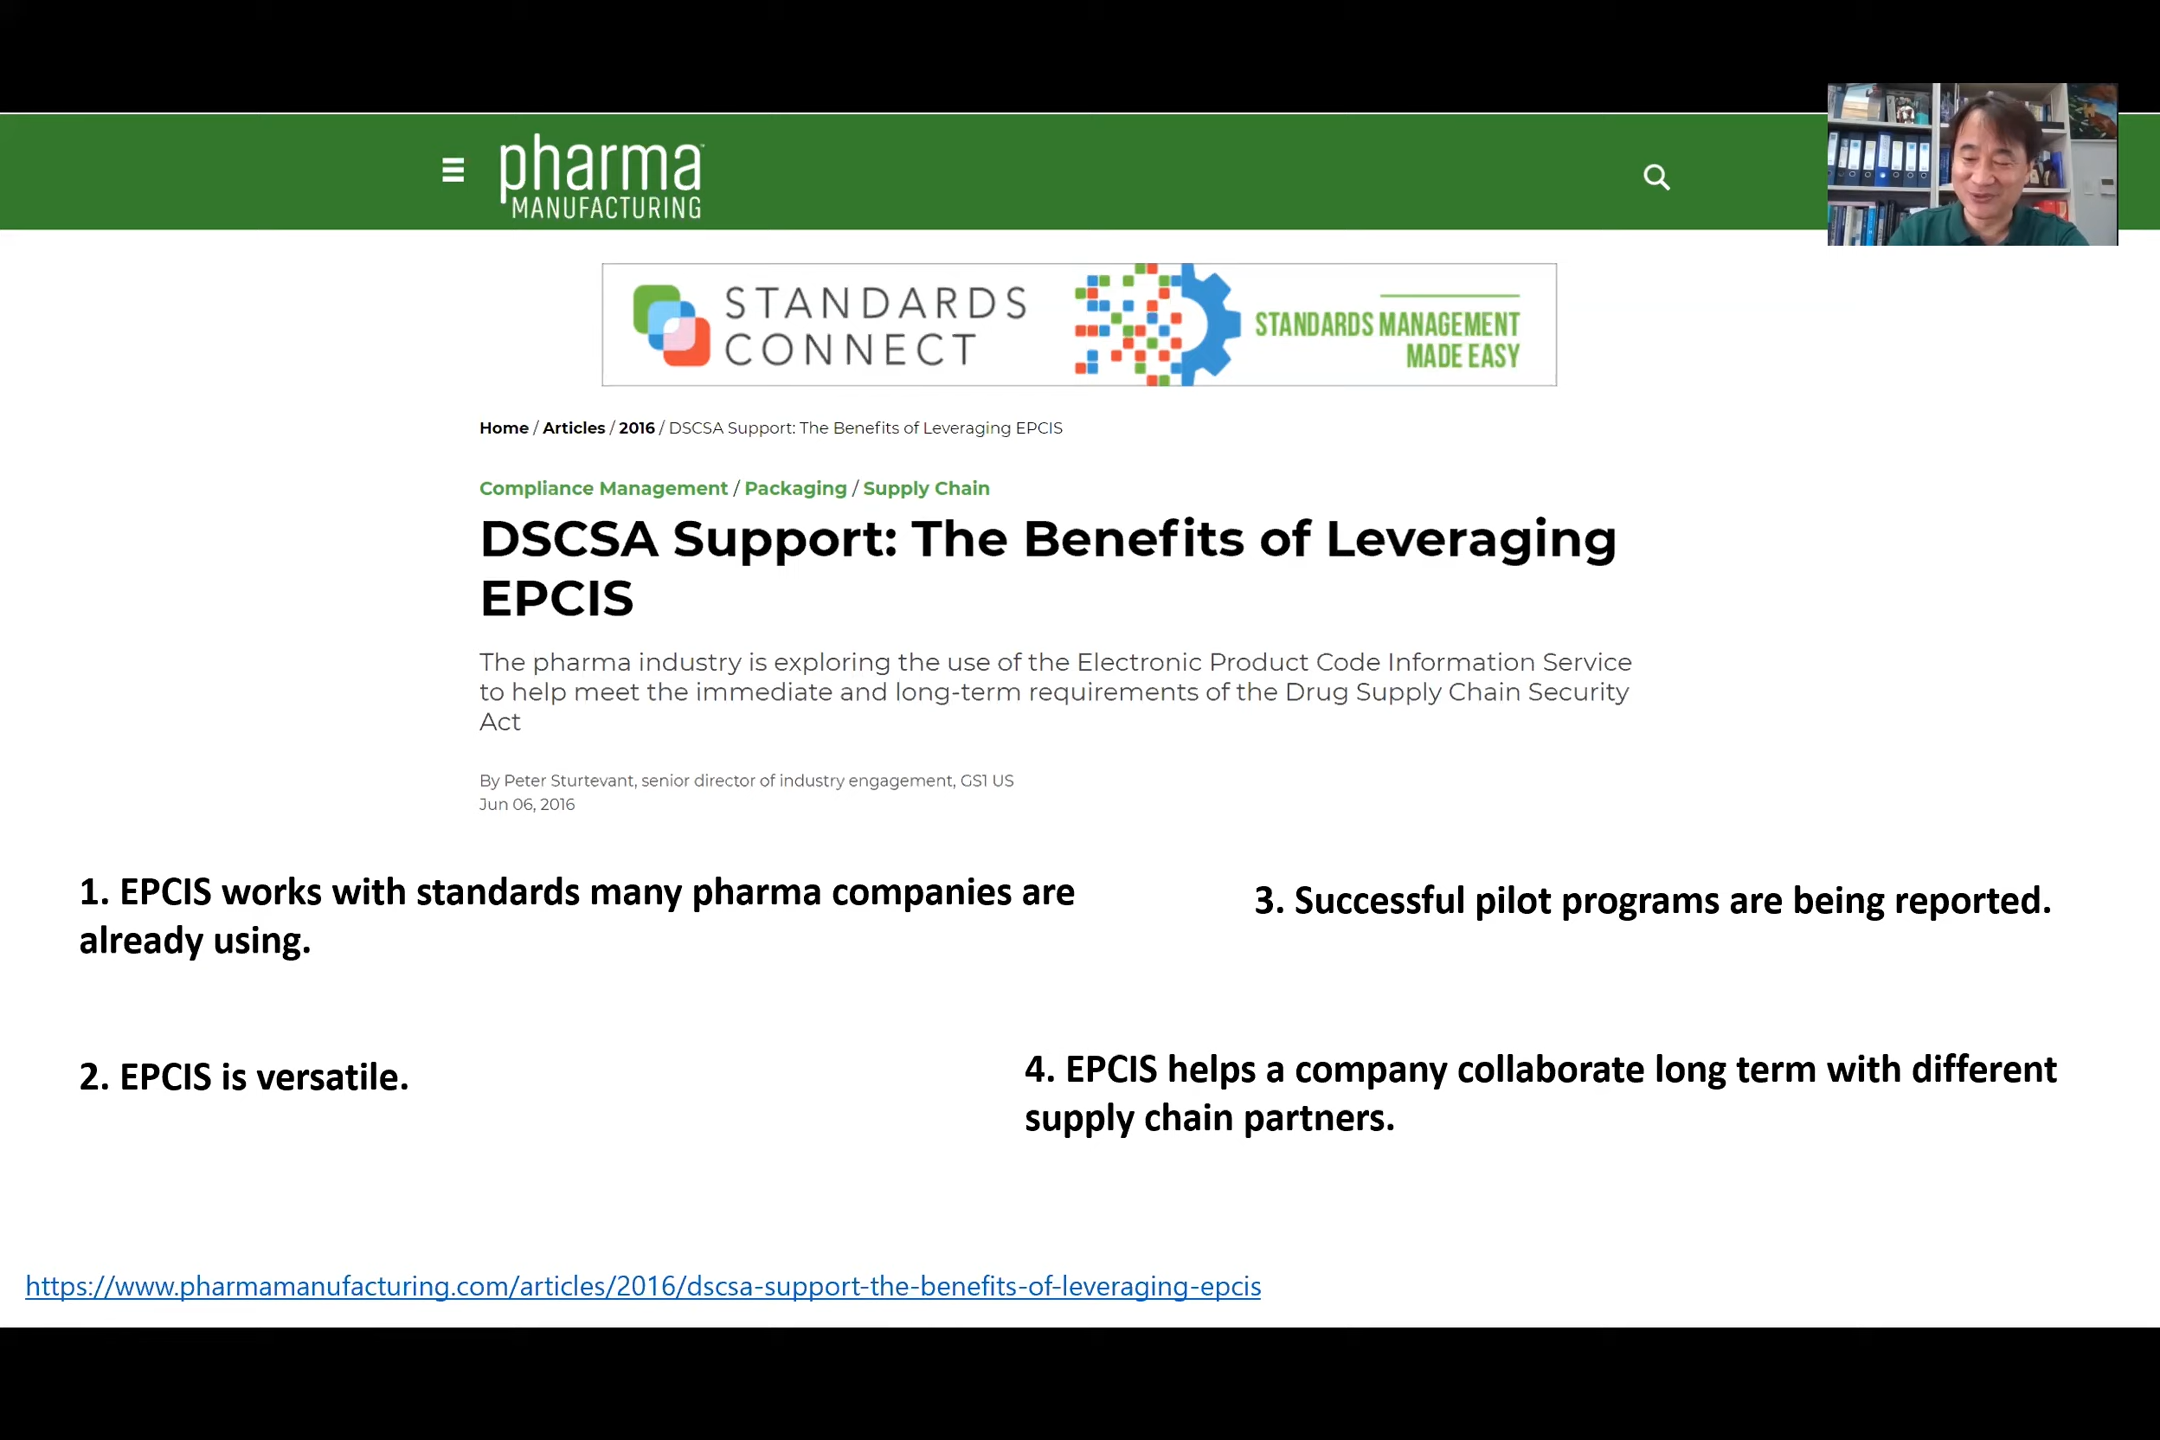 pharma
MANUFACTURING
STANDARDS
CONNECT
STANDARDS MANAGEMENT
MADE EASY
Home / Articles / 2016 / DSCSA Support: The Benefits of Leveraging EPCIS
Compliance Management / Packaging / Supply Chain
DSCSA Support: The Benefits of Leveraging
EPCIS
The pharma industry is exploring the use of the Electronic Product Code Information Service
to help meet the immediate and long-term requirements of the Drug Supply Chain Security
Act
By Peter Sturtevant, senior director of industry engagement, GS1 US
Jun 06, 2016
1. EPCIS works with standards many pharma companies are
already using.
2. EPCIS is versatile.
3. Successful pilot programs are being reported.
4. EPCIS helps a company collaborate long term with different
supply chain partners.
https://www.pharmamanufacturing.com/articles/2016/dscsa-support-the-benefits-of-leveraging-epcis